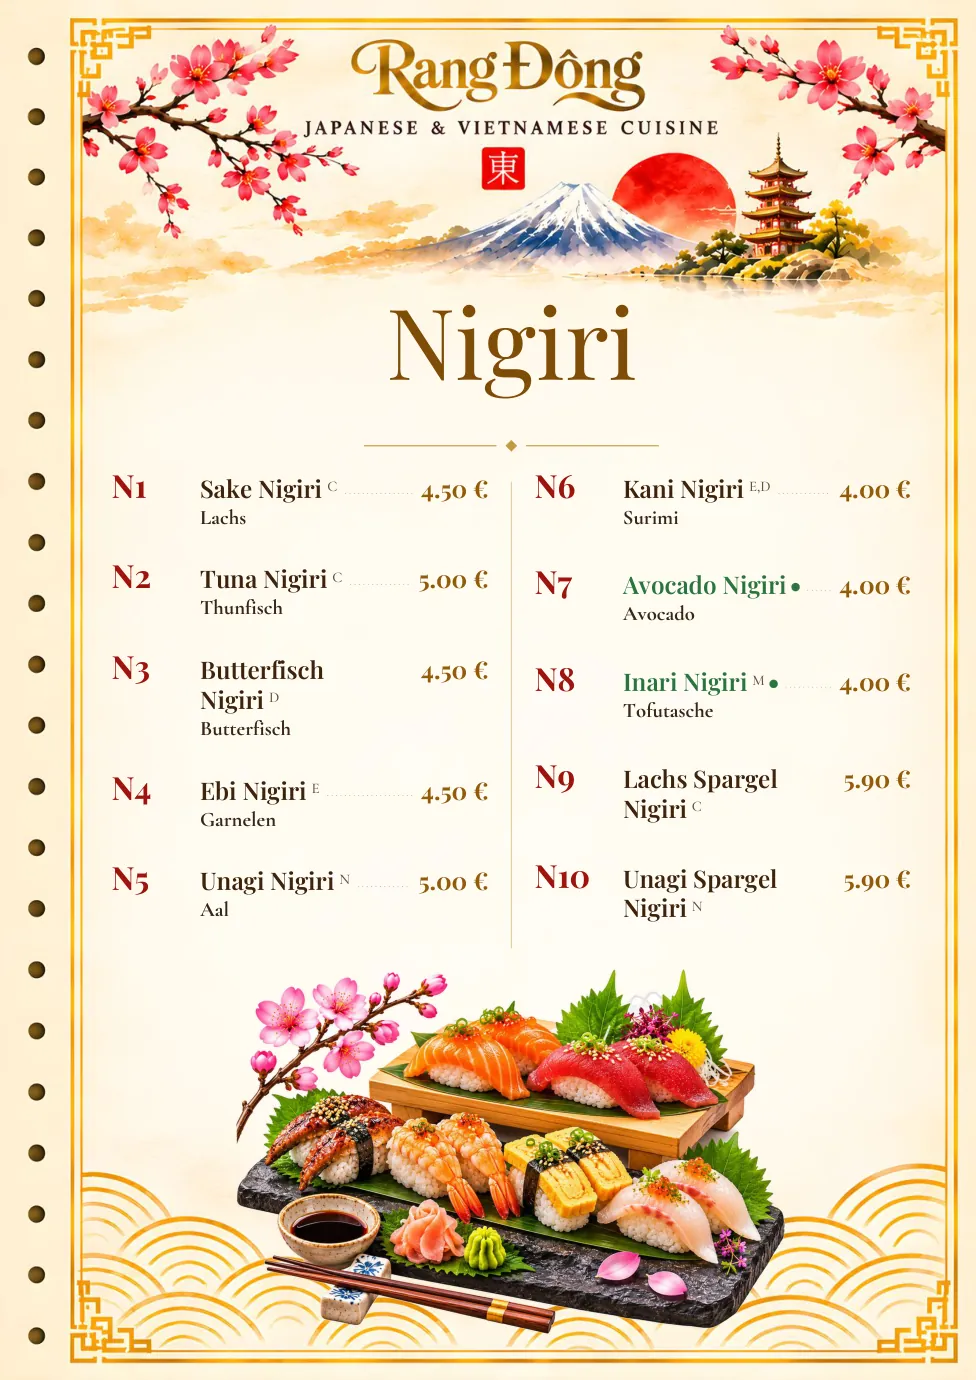 Rạng Đông
JAPANESE & VIETNAMESE CUISINE
東
Nigiri
N1 Sake Nigiri C 4.50 €
Lachs
N2 Tuna Nigiri C 5.00 €
Thunfisch
N3 Butterfisch 4.50 €
Nigiri D
Butterfisch
N4 Ebi Nigiri E 4.50 €
Garnelen
N5 Unagi Nigiri N 5.00 €
Aal
N6 Kani Nigiri E,D 4.00 €
Surimi
N7 Avocado Nigiri ● 4.00 €
Avocado
N8 Inari Nigiri M ● 4.00 €
Tofutasche
N9 Lachs Spargel 5.90 €
Nigiri C
N10 Unagi Spargel 5.90 €
Nigiri N